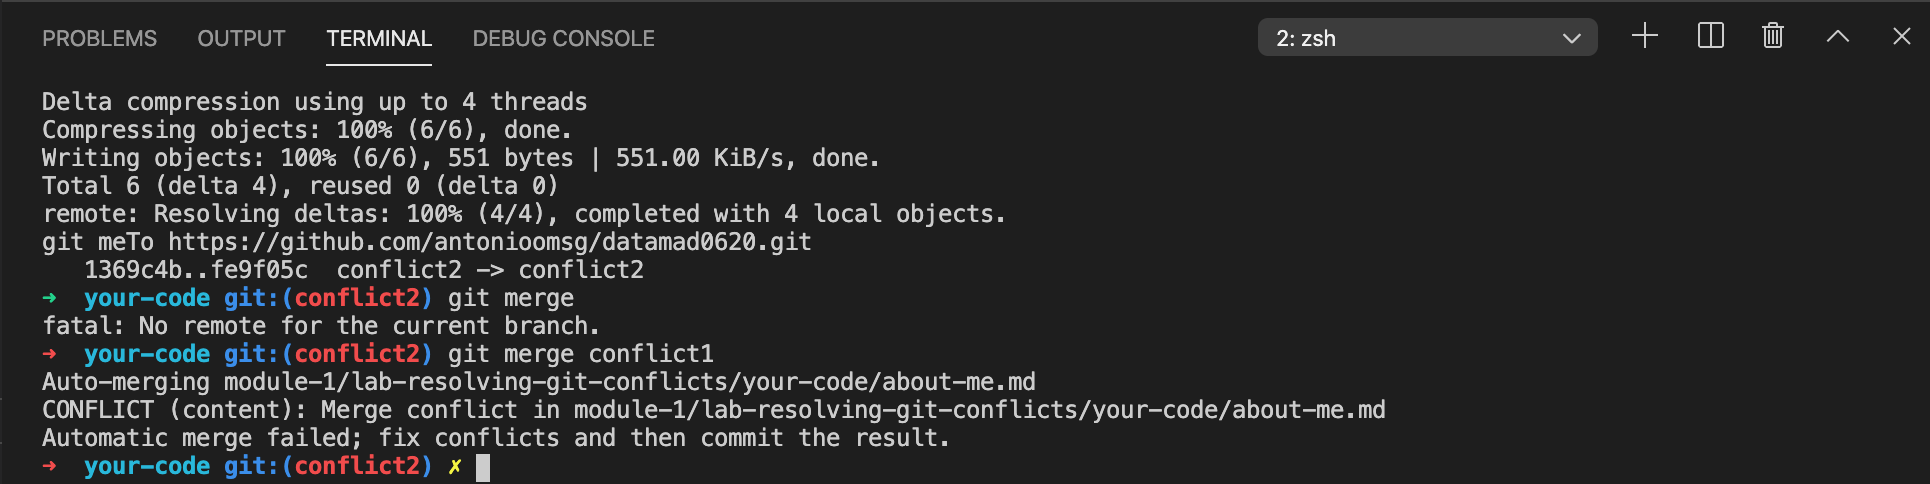 PROBLEMS OUTPUT TERMINAL DEBUG CONSOLE 2: zsh
Delta compression using up to 4 threads
Compressing objects: 100% (6/6), done.
Writing objects: 100% (6/6), 551 bytes | 551.00 KiB/s, done.
Total 6 (delta 4), reused 0 (delta 0)
remote: Resolving deltas: 100% (4/4), completed with 4 local objects.
git meTo https://github.com/antonioomsg/datamad0620.git
   1369c4b..fe9f05c  conflict2 -> conflict2
➜  your-code git:(conflict2) git merge
fatal: No remote for the current branch.
➜  your-code git:(conflict2) git merge conflict1
Auto-merging module-1/lab-resolving-git-conflicts/your-code/about-me.md
CONFLICT (content): Merge conflict in module-1/lab-resolving-git-conflicts/your-code/about-me.md
Automatic merge failed; fix conflicts and then commit the result.
➜  your-code git:(conflict2) ✗